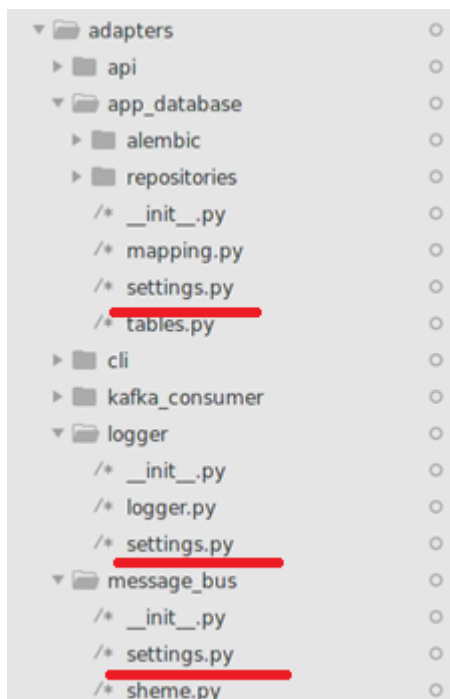 adapters
api
app_database
alembic
repositories
/* __init__.py
/* mapping.py
/* settings.py
/* tables.py
cli
kafka_consumer
logger
/* __init__.py
/* logger.py
/* settings.py
message_bus
/* __init__.py
/* settings.py
/* sheme.py